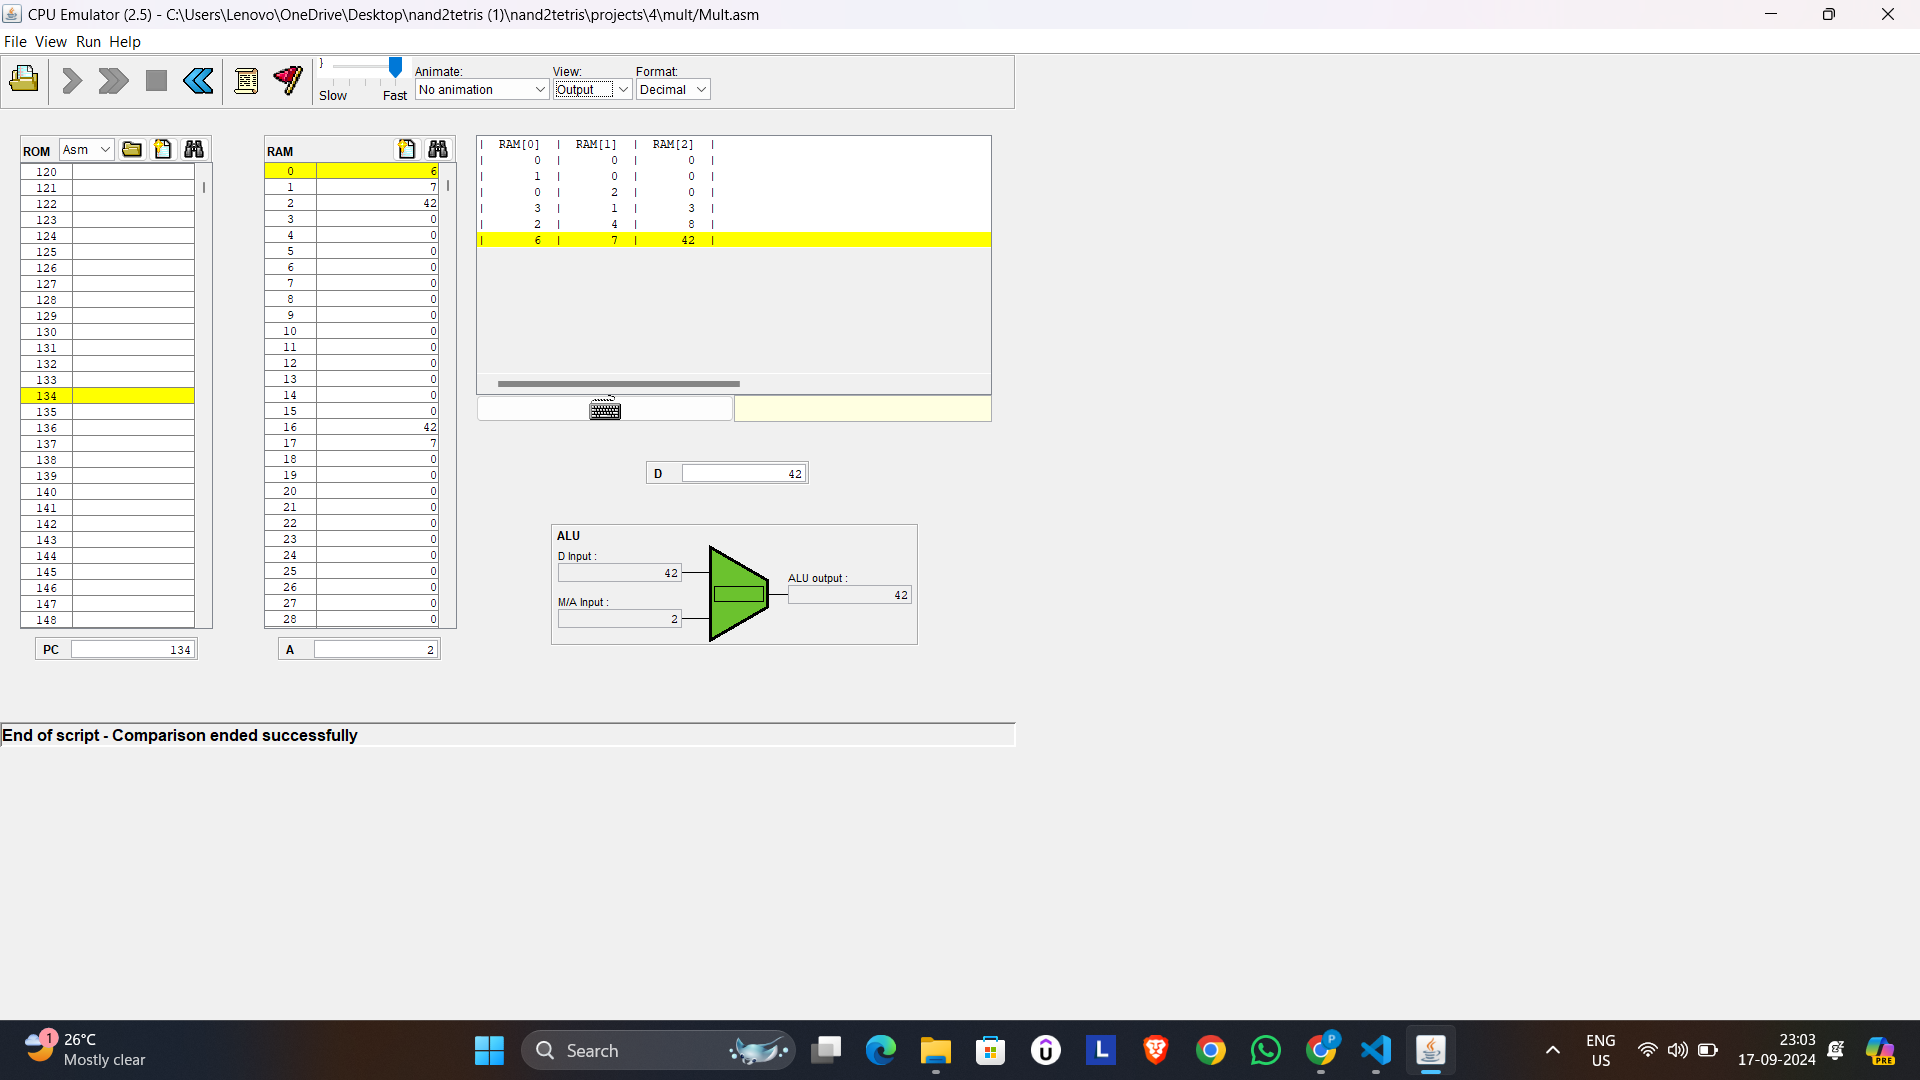 CPU Emulator (2.5) - C:\Users\Lenovo\OneDrive\Desktop\nand2tetris (1)\nand2tetris\projects\4\mult/Mult.asm
File View Run Help
Slow Fast
Animate:
No animation
View:
Output
Format:
Decimal
ROM Asm
120
121
122
123
124
125
126
127
128
129
130
131
132
133
134
135
136
137
138
139
140
141
142
143
144
145
146
147
148
PC 134
RAM
0 6
1 7
2 42
3 0
4 0
5 0
6 0
7 0
8 0
9 0
10 0
11 0
12 0
13 0
14 0
15 0
16 42
17 7
18 0
19 0
20 0
21 0
22 0
23 0
24 0
25 0
26 0
27 0
28 0
A 2
| RAM[0] | RAM[1] | RAM[2] |
| 0 | 0 | 0 |
| 1 | 0 | 0 |
| 0 | 2 | 0 |
| 3 | 1 | 3 |
| 2 | 4 | 8 |
| 6 | 7 | 42 |
D 42
ALU
D Input :
42
M/A Input :
2
ALU output :
42
End of script - Comparison ended successfully
1
26°C
Mostly clear
Search
L
P
ENG
US
23:03
17-09-2024
PRE